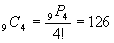 ₉C₄ = ₉P₄/4! = 126